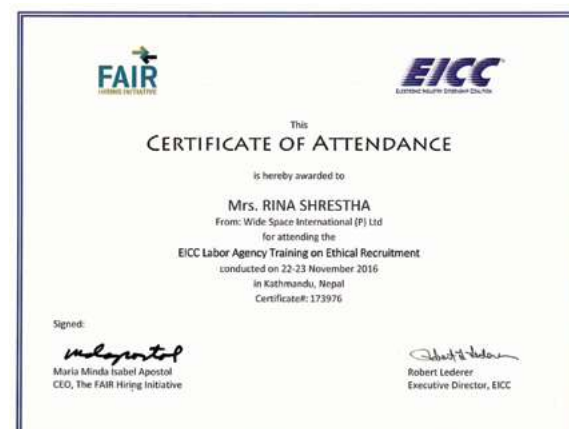 FAIR
HIRING INITIATIVE
EICC
ELECTRONIC INDUSTRY CITIZENSHIP COALITION
This
CERTIFICATE OF ATTENDANCE
is hereby awarded to
Mrs. RINA SHRESTHA
From: Wide Space International (P) Ltd
for attending the
EICC Labor Agency Training on Ethical Recruitment
conducted on 22-23 November 2016
in Kathmandu, Nepal
Certificate#: 173976
Signed:
Maria Minda Isabel Apostol
CEO, The FAIR Hiring Initiative
Robert Lederer
Executive Director, EICC